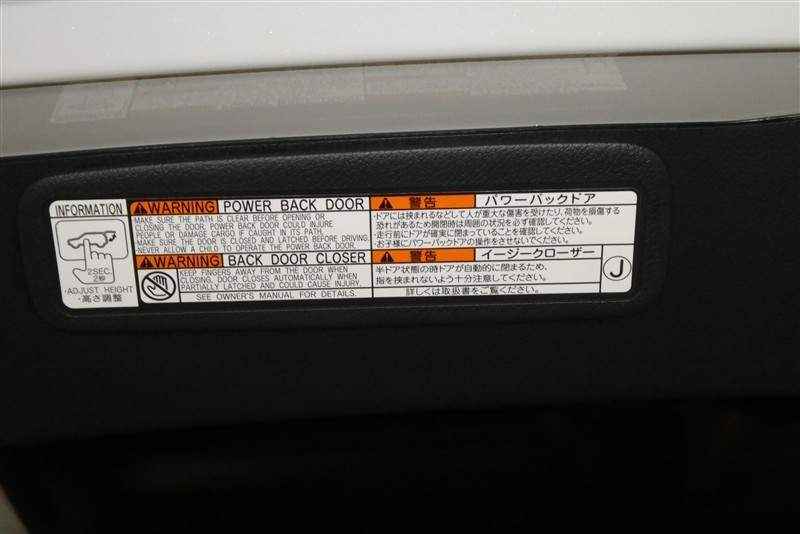 INFORMATION
2SEC.
2秒
·ADJUST HEIGHT
·高さ調整
WARNING POWER BACK DOOR
·MAKE SURE THE PATH IS CLEAR BEFORE OPENING OR
CLOSING THE DOOR. POWER BACK DOOR COULD INJURE
PEOPLE OR DAMAGE CARGO IF CAUGHT IN ITS PATH.
·MAKE SURE THE DOOR IS CLOSED AND LATCHED BEFORE DRIVING.
·NEVER ALLOW A CHILD TO OPERATE THE POWER BACK DOOR.
WARNING BACK DOOR CLOSER
KEEP FINGERS AWAY FROM THE DOOR WHEN
CLOSING. DOOR CLOSES AUTOMATICALLY WHEN
PARTIALLY LATCHED AND COULD CAUSE INJURY.
SEE OWNER'S MANUAL FOR DETAILS.
警告 パワーバックドア
·ドアには挟まれるなどして人が重大な傷害を受けたり、荷物を損傷する
恐れがあるため開閉時は周囲の状況を必ず確認してください。
·走行前にドアが確実に閉まっていることを確認してください。
·お子様にパワーバックドアの操作をさせないでください。
警告 イージークローザー
半ドア状態の時ドアが自動的に閉まるため、
指を挟まれないよう十分注意してください。
詳しくは取扱書をご覧ください。
J